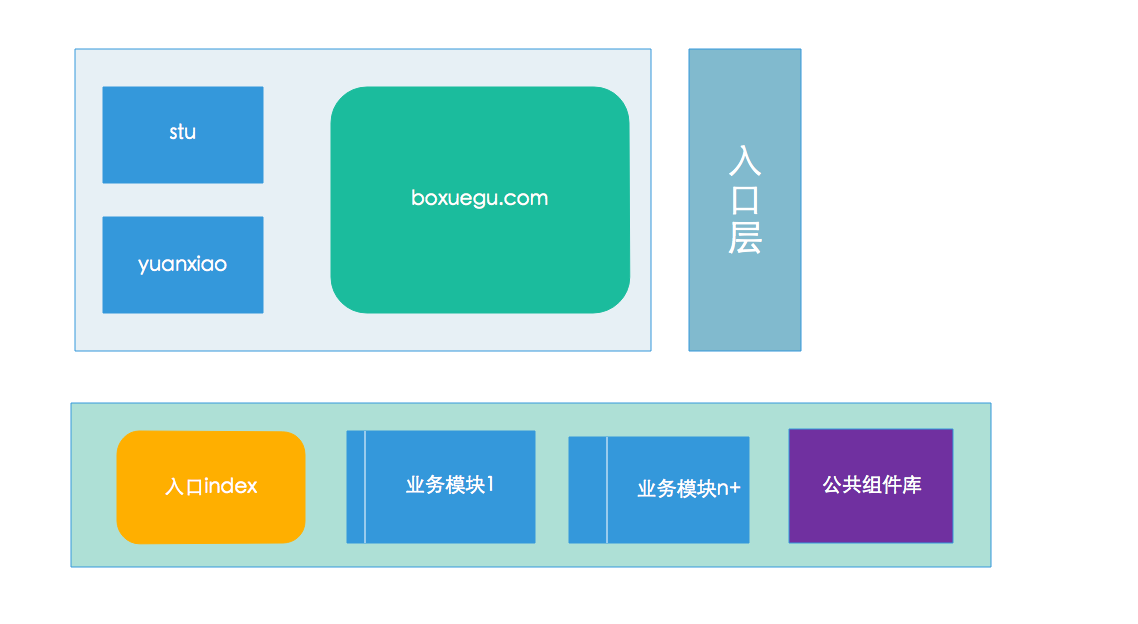 stu
yuanxiao
boxuegu.com
入口层
入口index
业务模块1
业务模块n+
公共组件库